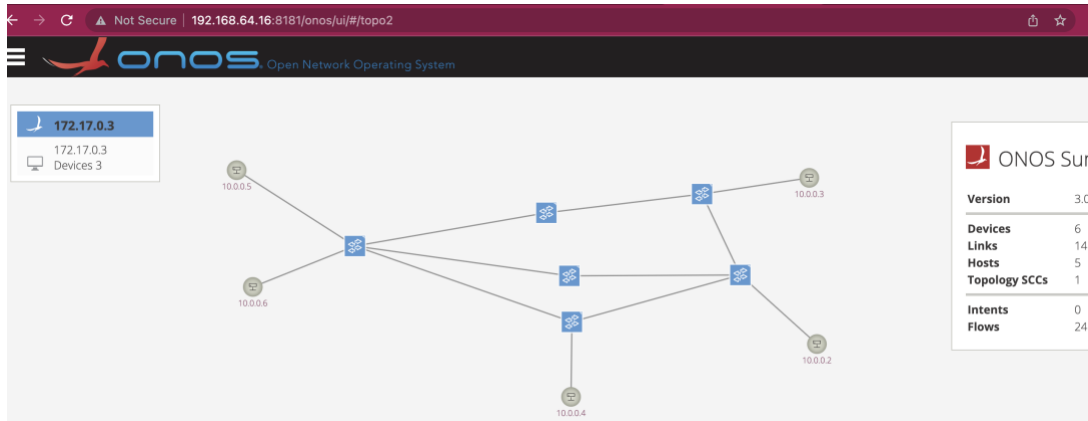 Not Secure | 192.168.64.16:8181/onos/ui/#/topo2
onos. Open Network Operating System
172.17.0.3
172.17.0.3
Devices 3
10.0.0.5
10.0.0.3
10.0.0.6
10.0.0.2
10.0.0.4
ONOS Sur
Version 3.0
Devices 6
Links 14
Hosts 5
Topology SCCs 1
Intents 0
Flows 24